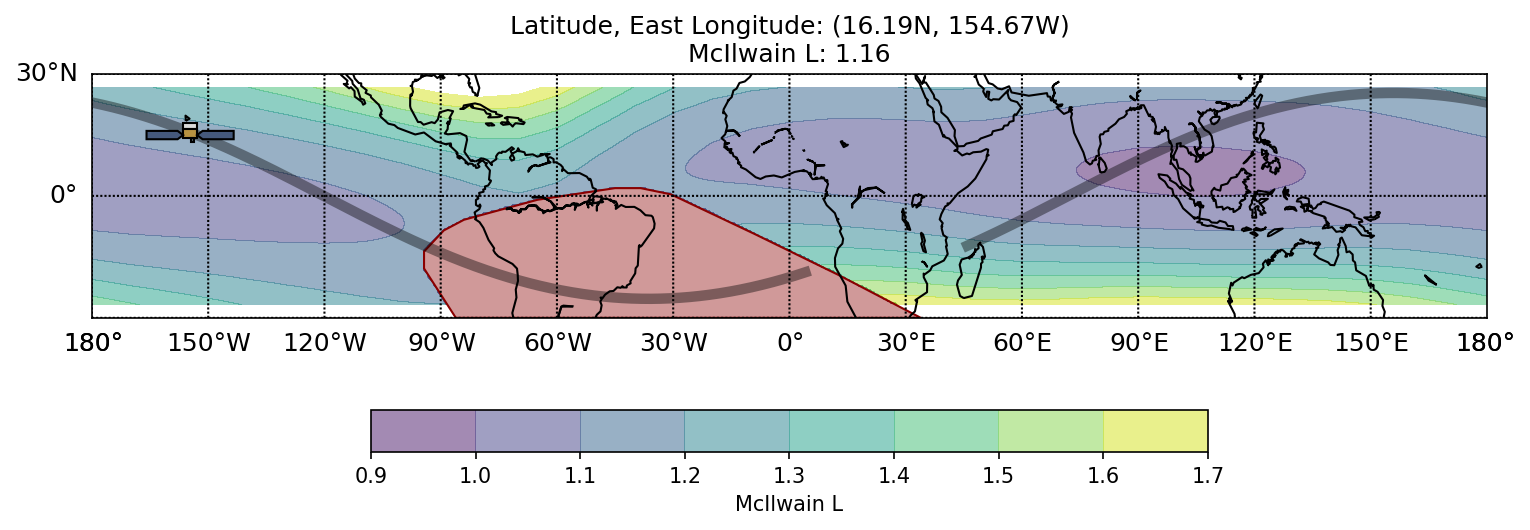 Latitude, East Longitude: (16.19N, 154.67W)
McIlwain L: 1.16
30°N
0°
180° 150°W 120°W 90°W 60°W 30°W 0° 30°E 60°E 90°E 120°E 150°E 180°
0.9 1.0 1.1 1.2 1.3 1.4 1.5 1.6 1.7
McIlwain L